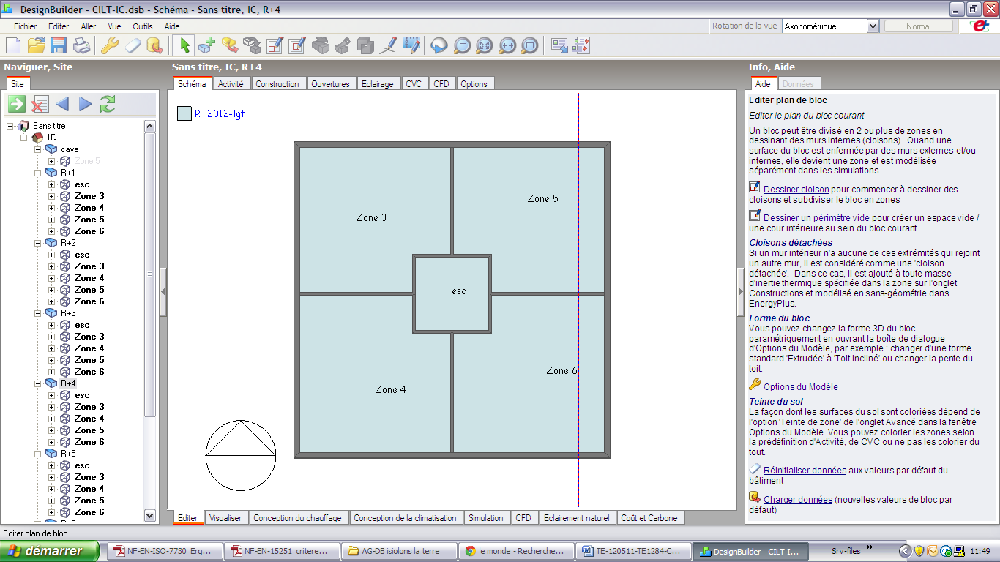 DesignBuilder - CILT-IC.dsb - Schéma - Sans titre, IC, R+4
Fichier Editer Aller Vue Outils Aide
Rotation de la vue Axonométrique Normal
Naviguer, Site
Site
Sans titre
IC
cave
Zone 5
R+1
esc
Zone 3
Zone 4
Zone 5
Zone 6
R+2
esc
Zone 3
Zone 4
Zone 5
Zone 6
R+3
esc
Zone 3
Zone 4
Zone 5
Zone 6
R+4
esc
Zone 3
Zone 4
Zone 5
Zone 6
R+5
esc
Zone 3
Zone 4
Zone 5
Zone 6
Sans titre, IC, R+4
Schéma Activité Construction Ouvertures Eclairage CVC CFD Options
RT2012-lgt
Zone 5
Zone 3
esc
Zone 6
Zone 4
Editer Visualiser Conception du chauffage Conception de la climatisation Simulation CFD Eclairement naturel Coût et Carbone
Info, Aide
Aide Données
Editer plan de bloc
Editer le plan du bloc courant
Un bloc peut être divisé en 2 ou plus de zones en
dessinant des murs internes (cloisons). Quand une
surface du bloc est enfermée par des murs externes et/ou
internes, elle devient une zone et est modélisée
séparément dans les simulations.
Dessiner cloison pour commencer à dessiner des
cloisons et subdiviser le bloc en zones
Dessiner un périmètre vide pour créer un espace vide /
une cour intérieure au sein du bloc courant.
Cloisons détachées
Si un mur intérieur n'a aucune de ces extrémités qui rejoint
un autre mur, il est considéré comme une 'cloison
détachée'. Dans ce cas, il est ajouté à toute masse
d'inertie thermique spécifiée dans la zone sur l'onglet
Constructions et modélisé en sans-géométrie dans
EnergyPlus.
Forme du bloc
Vous pouvez changez la forme 3D du bloc
paramétriquement en ouvrant la boîte de dialogue
d'Options du Modèle, par exemple : changer d'une forme
standard 'Extrudée' à 'Toit incliné' ou changer la pente du
toit:
Options du Modèle
Teinte du sol
La façon dont les surfaces du sol sont coloriées dépend de
l'option 'Teinte de zone' de l'onglet Avancé dans la fenêtre
Options du Modèle. Vous pouvez colorier les zones selon
la prédéfinition d'Activité, de CVC ou ne pas les colorier du
tout.
Réinitialiser données aux valeurs par défaut du
bâtiment
Charger données (nouvelles valeurs de bloc par
défaut)
Editer plan de bloc...
démarrer NF-EN-ISO-7730_Erg... NF-EN-15251_critere... AG-DB isiolons la terre le monde - Recherche... TE-120511-TE1284-C... DesignBuilder - CILT-I... Srv-files » 11:49